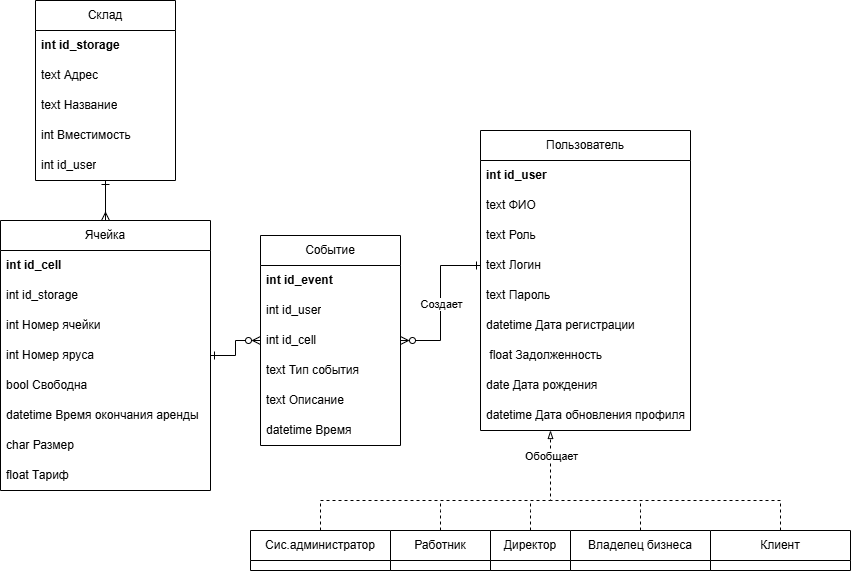 Склад
int id_storage
text Адрес
text Название
int Вместимость
int id_user
Ячейка
int id_cell
int id_storage
int Номер ячейки
int Номер яруса
bool Свободна
datetime Время окончания аренды
char Размер
float Тариф
Событие
int id_event
int id_user
int id_cell
text Тип события
text Описание
datetime Время
Создает
Пользователь
int id_user
text ФИО
text Роль
text Логин
text Пароль
datetime Дата регистрации
float Задолженность
date Дата рождения
datetime Дата обновления профиля
Обобщает
Сис.администратор
Работник
Директор
Владелец бизнеса
Клиент